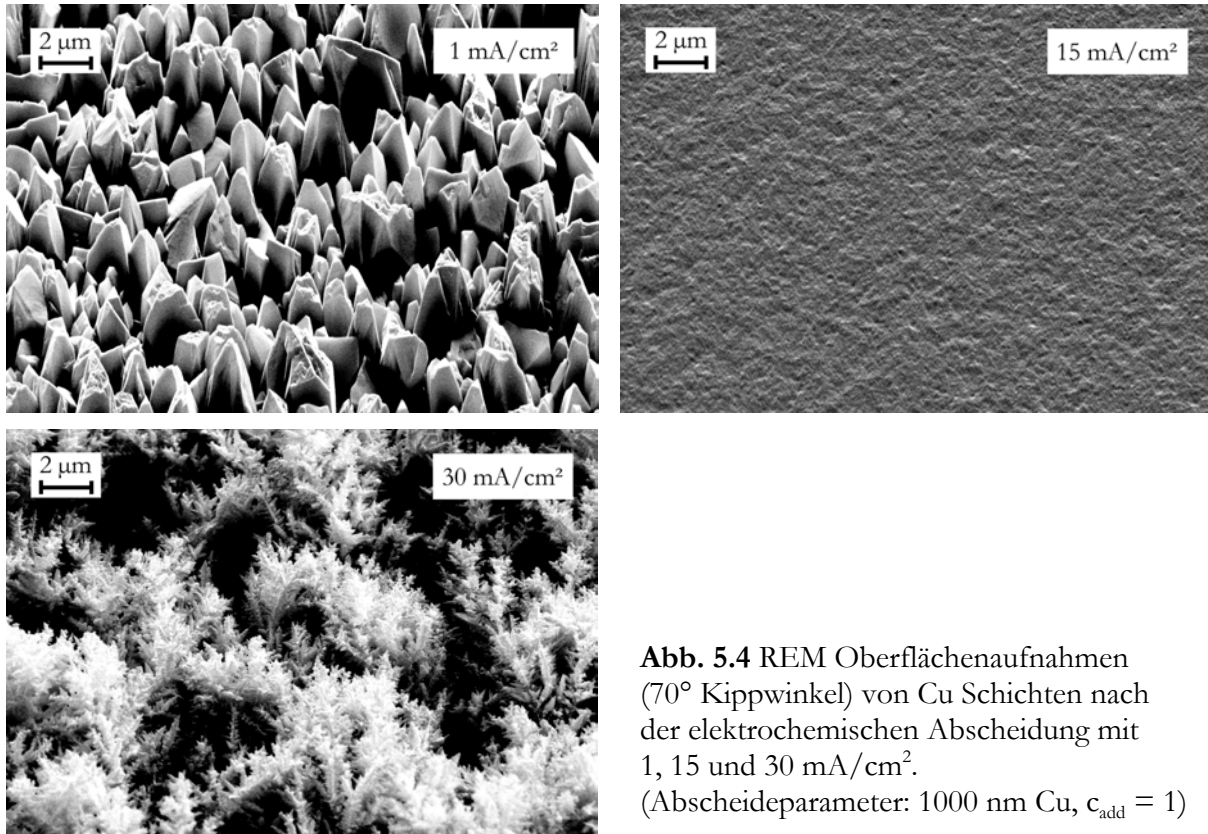 2 µm
1 mA/cm²
2 µm
15 mA/cm²
2 µm
30 mA/cm²
Abb. 5.4 REM Oberflächenaufnahmen
(70° Kippwinkel) von Cu Schichten nach
der elektrochemischen Abscheidung mit
1, 15 und 30 mA/cm².
(Abscheideparameter: 1000 nm Cu, cadd = 1)